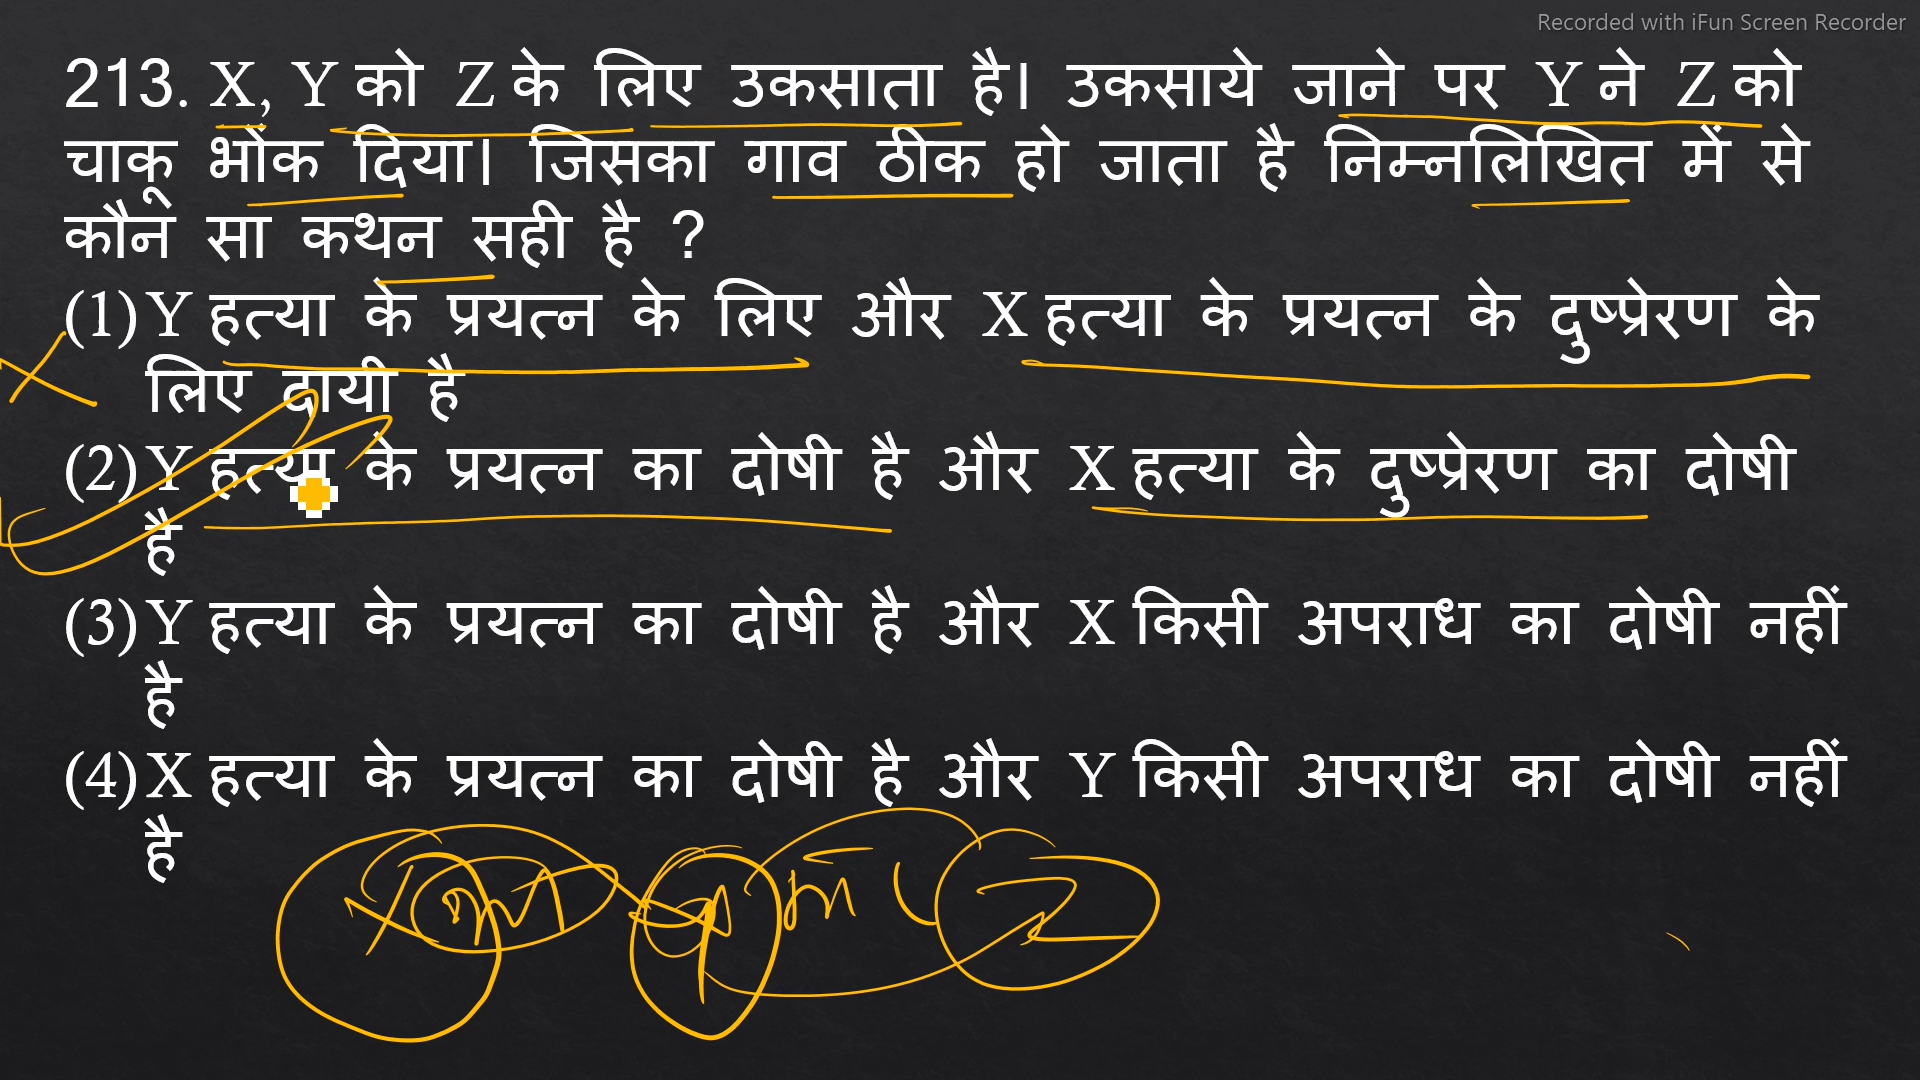 Recorded with iFun Screen Recorder
213. X, Y को Z के लिए उकसाता है। उकसाये जाने पर Y ने Z को
चाकू भोंक दिया। जिसका गाव ठीक हो जाता है निम्नलिखित में से
कौन सा कथन सही है ?
(1) Y हत्या के प्रयत्न के लिए और X हत्या के प्रयत्न के दुष्प्रेरण के
लिए दायी है
(2) Y हत्या के प्रयत्न का दोषी है और X हत्या के दुष्प्रेरण का दोषी
है
(3) Y हत्या के प्रयत्न का दोषी है और X किसी अपराध का दोषी नहीं
है
(4) X हत्या के प्रयत्न का दोषी है और Y किसी अपराध का दोषी नहीं
है
X Y Z